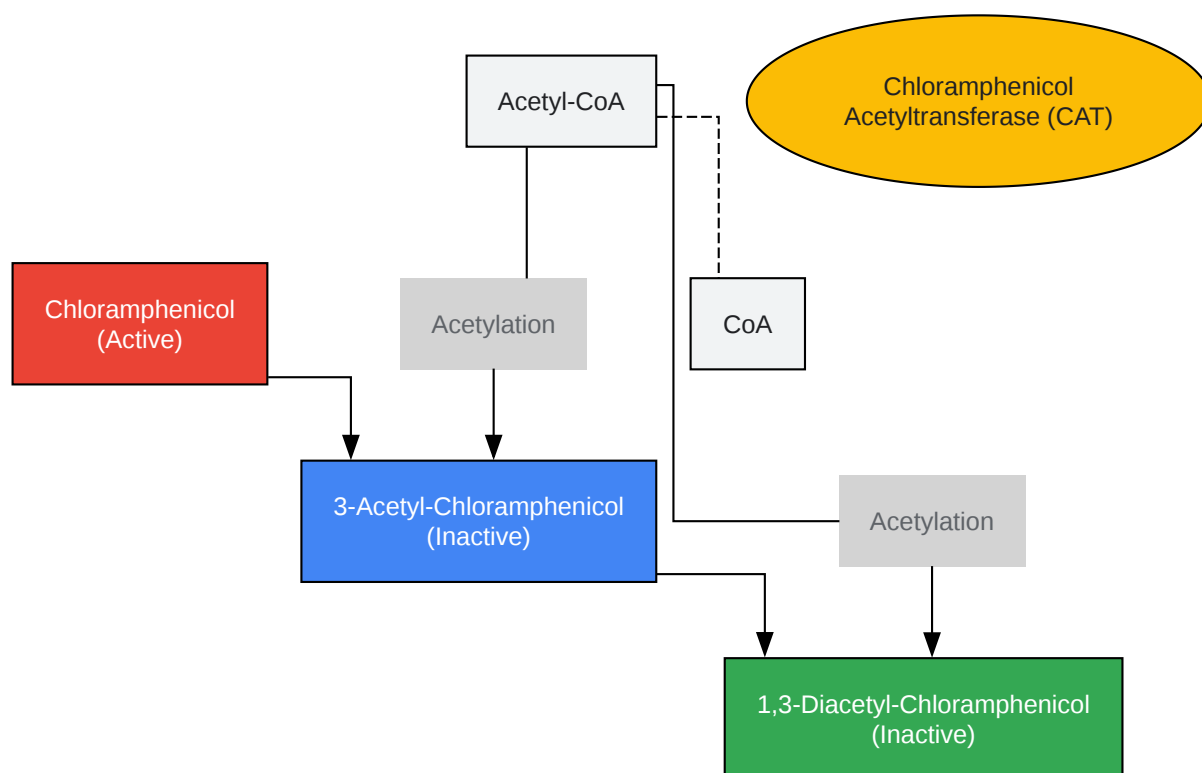 Acetyl-CoA
Chloramphenicol
Acetyltransferase (CAT)
Chloramphenicol
(Active)
Acetylation
CoA
3-Acetyl-Chloramphenicol
(Inactive)
Acetylation
1,3-Diacetyl-Chloramphenicol
(Inactive)